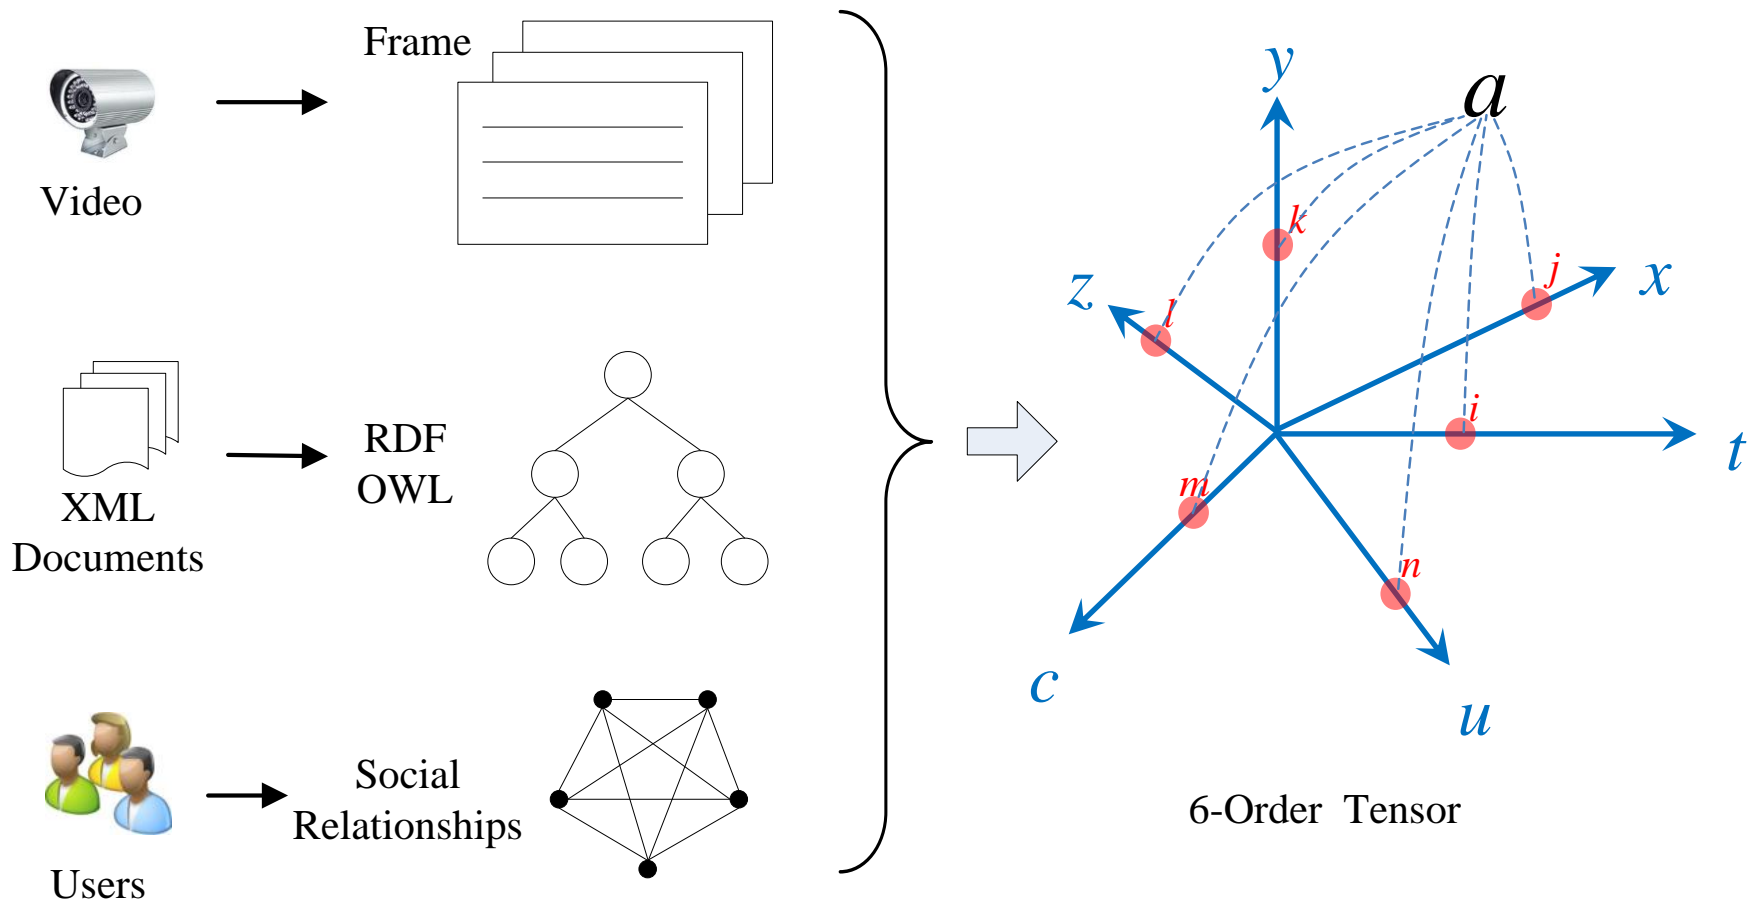 Frame
Video
XML
Documents
RDF
OWL
Users
Social
Relationships
y
a
k
z
l
j
x
i
t
m
n
c
u
6-Order Tensor